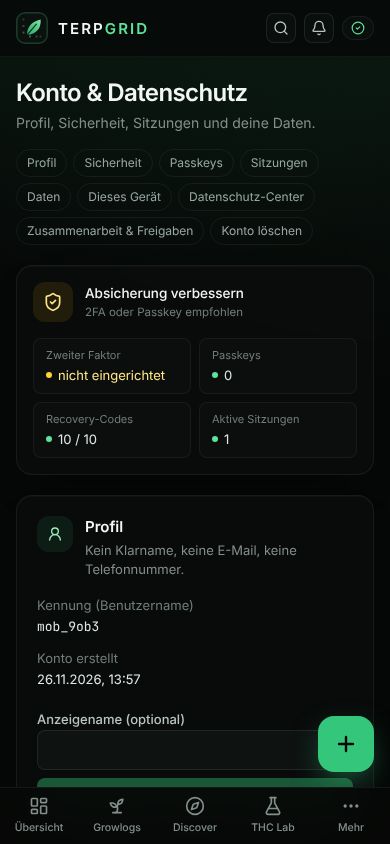 TERPGRID
Konto & Datenschutz
Profil, Sicherheit, Sitzungen und deine Daten.
Profil
Sicherheit
Passkeys
Sitzungen
Daten
Dieses Gerät
Datenschutz-Center
Zusammenarbeit & Freigaben
Konto löschen
Absicherung verbessern
2FA oder Passkey empfohlen
Zweiter Faktor
nicht eingerichtet
Passkeys
0
Recovery-Codes
10 / 10
Aktive Sitzungen
1
Profil
Kein Klarname, keine E-Mail, keine
Telefonnummer.
Kennung (Benutzername)
mob_9ob3
Konto erstellt
26.11.2026, 13:57
Anzeigename (optional)
Übersicht
Growlogs
Discover
THC Lab
Mehr